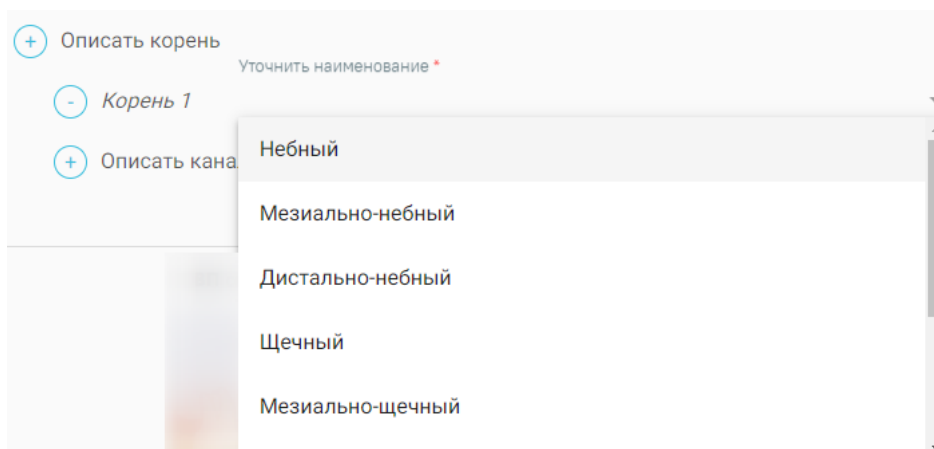 + Описать корень
Уточнить наименование *
- Корень 1
+ Описать кана
Небный
Мезиально-небный
Дистально-небный
Щечный
Мезиально-щечный